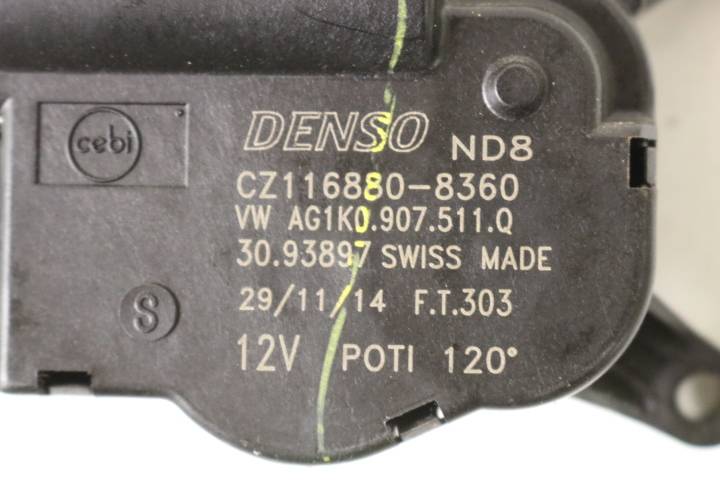 cebi
DENSO ND8
CZ116880-8360
VW AG1K0.907.511.Q
30.93897 SWISS MADE
29/11/14 F.T.303
S
12V POTI 120°